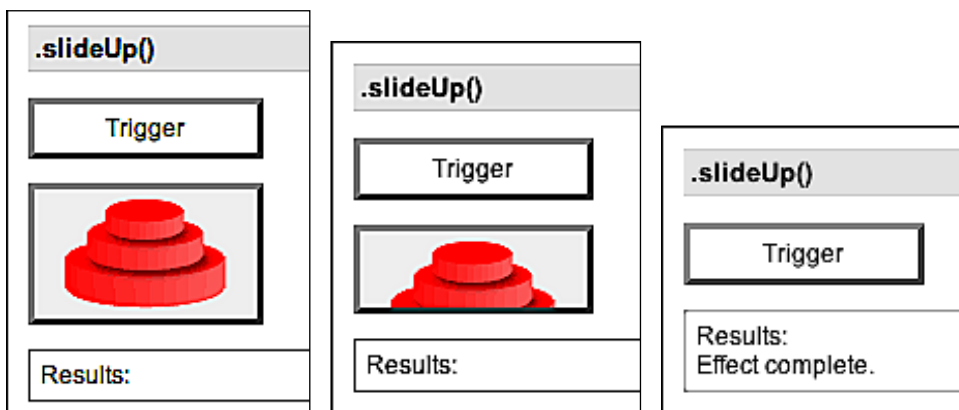 .slideUp()
Trigger
Results:
.slideUp()
Trigger
Results:
.slideUp()
Trigger
Results:
Effect complete.